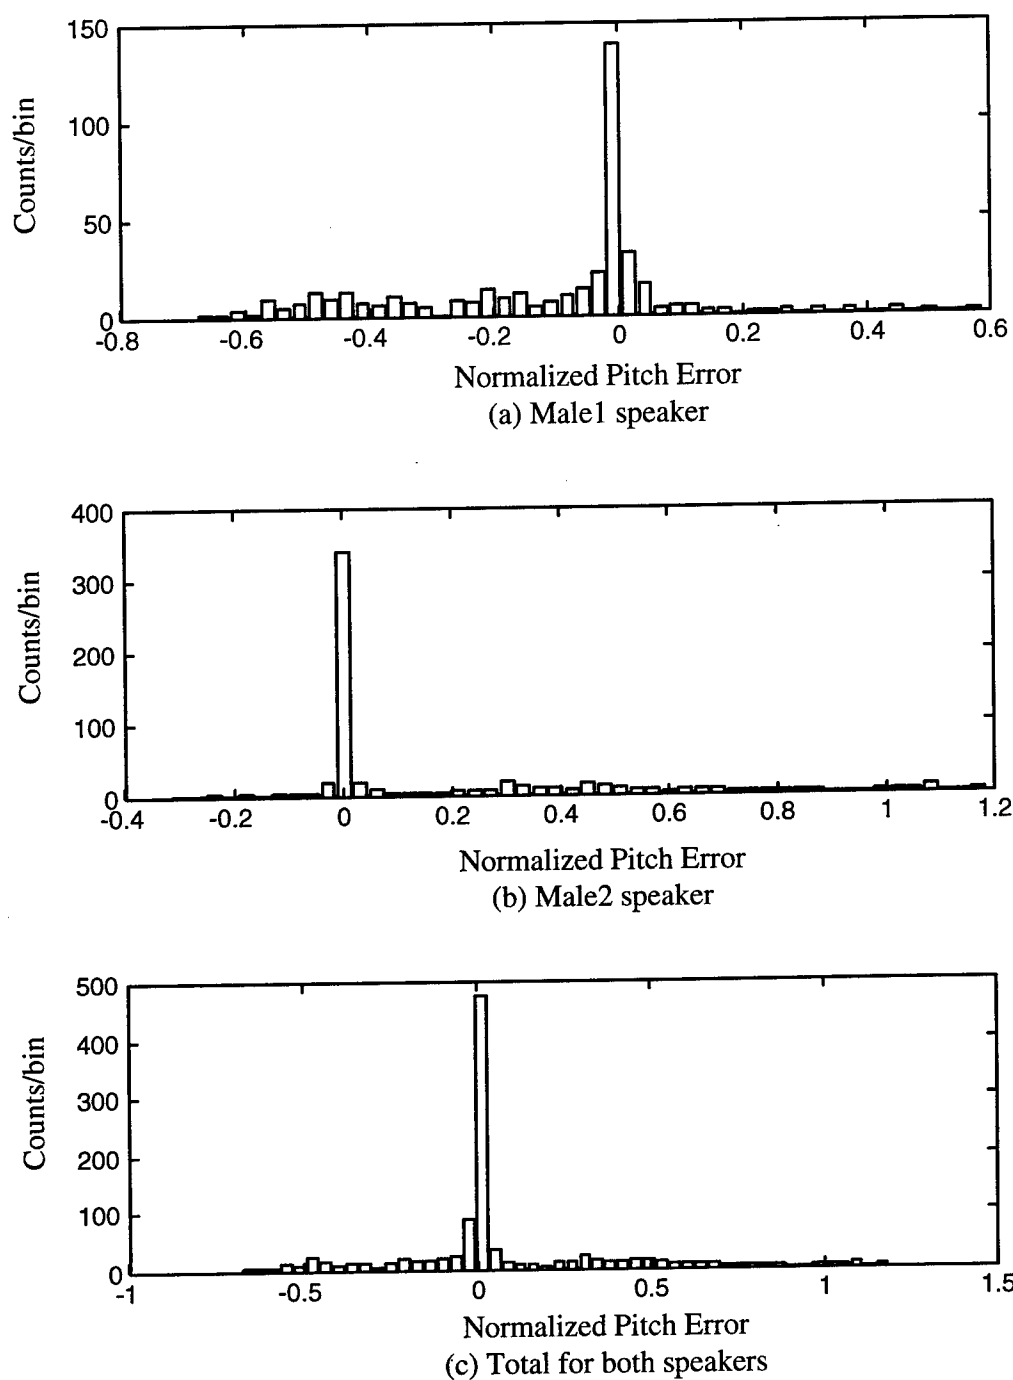 150
100
50
0
Counts/bin
-0.8 -0.6 -0.4 -0.2 0 0.2 0.4 0.6
Normalized Pitch Error
(a) Male1 speaker
400
300
200
100
0
Counts/bin
-0.4 -0.2 0 0.2 0.4 0.6 0.8 1 1.2
Normalized Pitch Error
(b) Male2 speaker
500
400
300
200
100
0
Counts/bin
-1 -0.5 0 0.5 1 1.5
Normalized Pitch Error
(c) Total for both speakers